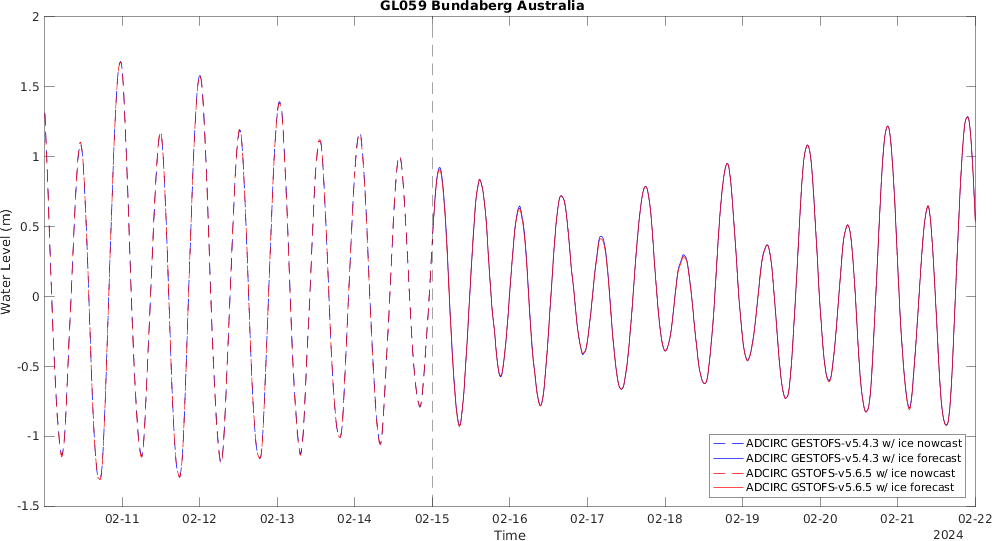 GL059 Bundaberg Australia
2
1.5
1
0.5
0
-0.5
-1
-1.5
Water Level (m)
ADCIRC GESTOFS-v5.4.3 w/ ice nowcast
ADCIRC GESTOFS-v5.4.3 w/ ice forecast
ADCIRC GSTOFS-v5.6.5 w/ ice nowcast
ADCIRC GSTOFS-v5.6.5 w/ ice forecast
02-11 02-12 02-13 02-14 02-15 02-16 02-17 02-18 02-19 02-20 02-21 02-22
Time
2024